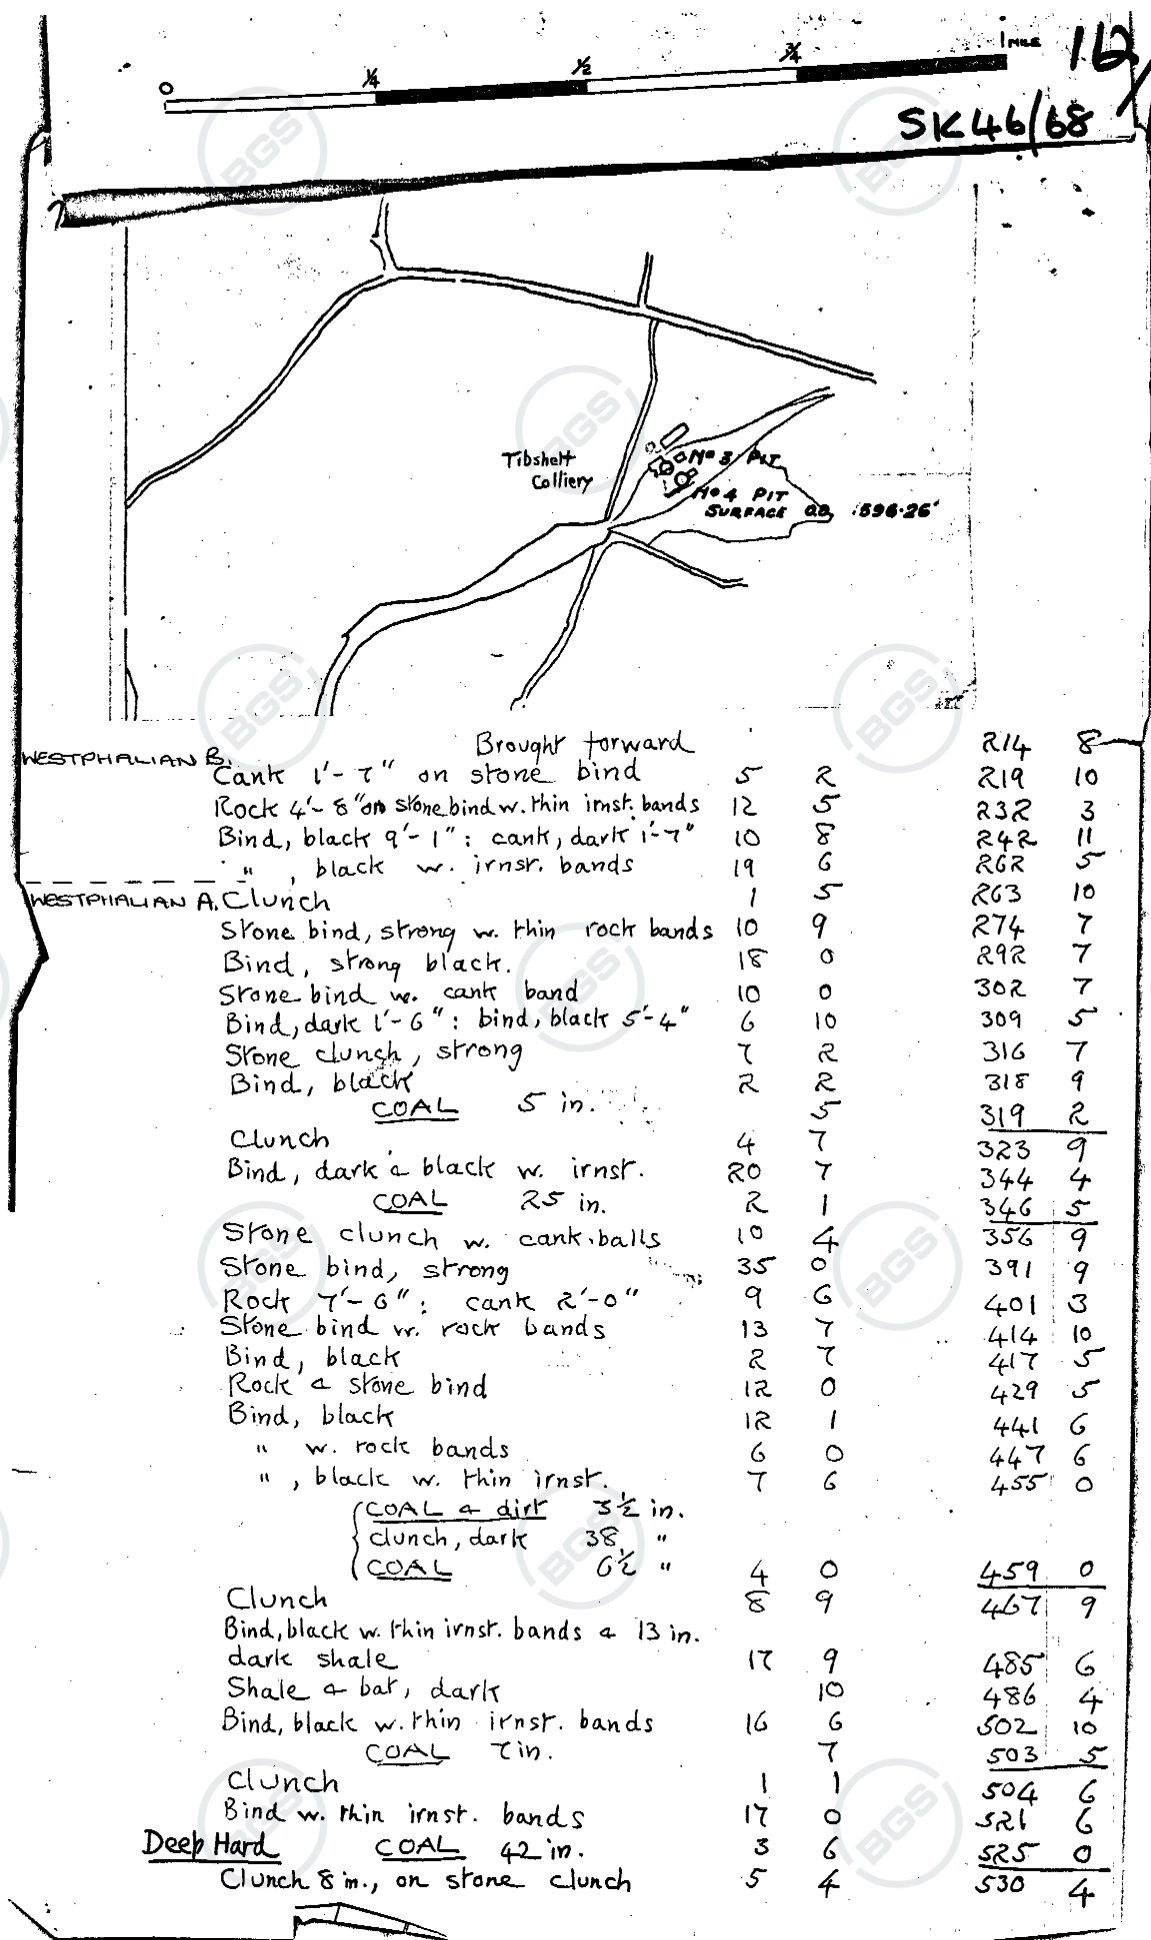 0 1/4 1/2 3/4 1 MILE
SK46/68
Tibshelf
Colliery
No 3 PIT
No 4 PIT
SURFACE O.D. 596.26'
Brought forward 214 8
WESTPHALIAN B.
Cank 1'-7" on stone bind 5 2 219 10
Rock 4'-8" on stone bind w. thin irnst. bands 12 5 232 3
Bind, black 9'-1" : cank, dark 1'-7" 10 8 242 11
" , black w. irnst. bands 19 6 262 5
WESTPHALIAN A. Clunch 1 5 263 10
Stone bind, strong w. thin rock bands 10 9 274 7
Bind, strong black. 18 0 292 7
Stone bind w. cank band 10 0 302 7
Bind, dark 1'-6" : bind, black 5'-4" 6 10 309 5
Stone clunch, strong 7 2 316 7
Bind, black 2 2 318 9
COAL 5 in. 5 319 2
Clunch 4 7 323 9
Bind, dark & black w. irnst. 20 7 344 4
COAL 25 in. 2 1 346 5
Stone clunch w. cank balls 10 4 356 9
Stone bind, strong 35 0 391 9
Rock 7'-6" : cank 2'-0" 9 6 401 3
Stone bind w. rock bands 13 7 414 10
Bind, black 2 7 417 5
Rock & stone bind 12 0 429 5
Bind, black 12 1 441 6
" w. rock bands 6 0 447 6
" , black w. thin irnst. 7 6 455 0
COAL & dirt 3½ in.
clunch, dark 38 "
COAL 6½ " 4 0 459 0
Clunch 8 9 467 9
Bind, black w. thin irnst. bands & 13 in.
dark shale 17 9 485 6
Shale & bat, dark 10 486 4
Bind, black w. thin irnst. bands 16 6 502 10
COAL 7 in. 7 503 5
Clunch 1 1 504 6
Bind w. thin irnst. bands 17 0 521 6
Deep Hard COAL 42 in. 3 6 525 0
Clunch 8 in., on stone clunch 5 4 530 4